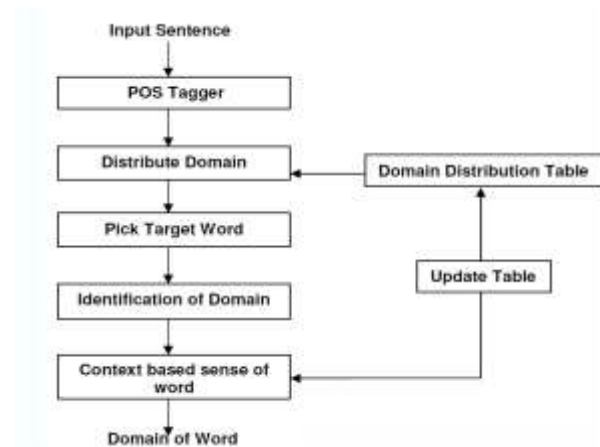 Input Sentence
POS Tagger
Distribute Domain
Domain Distribution Table
Pick Target Word
Update Table
Identification of Domain
Context based sense of
word
Domain of Word